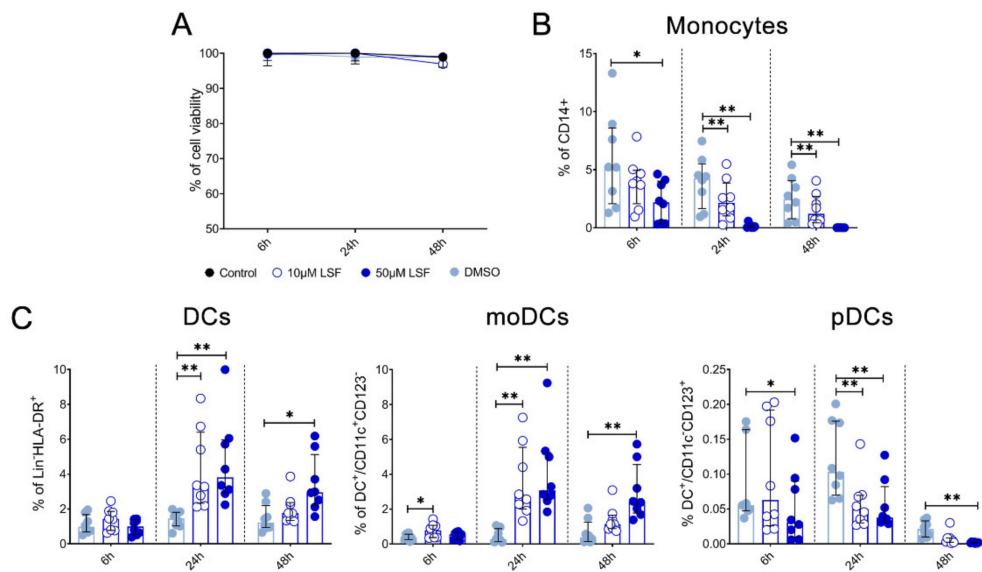 A
% of cell viability
100
90
80
70
60
50
6h
24h
48h
Control
10µM LSF
50µM LSF
DMSO
B
Monocytes
% of CD14+
15
10
5
0
*
**
**
**
**
6h
24h
48h
C
DCs
% of Lin⁻HLA-DR⁺
10
8
6
4
2
0
**
**
*
6h
24h
48h
moDCs
% of DC⁺/CD11c⁺CD123⁻
10
8
6
4
2
0
*
**
**
**
6h
24h
48h
pDCs
% DC⁺/CD11c⁻CD123⁺
0.25
0.20
0.15
0.10
0.05
0.00
*
**
**
**
6h
24h
48h